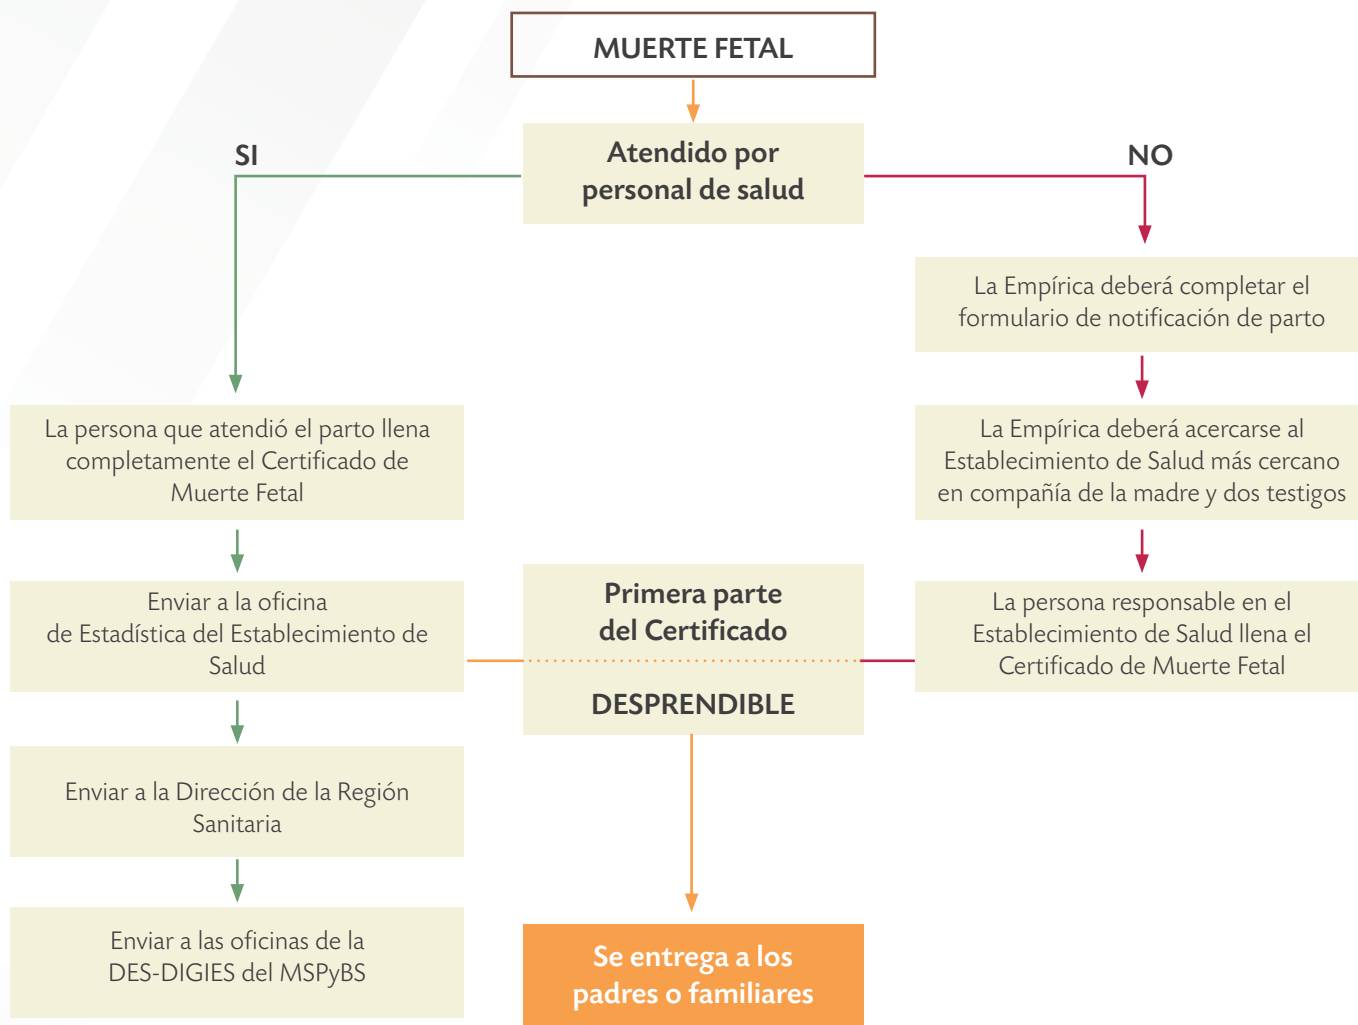 MUERTE FETAL
Atendido por
personal de salud
SI
NO
La Empírica deberá completar el
formulario de notificación de parto
La persona que atendió el parto llena
completamente el Certificado de
Muerte Fetal
La Empírica deberá acercarse al
Establecimiento de Salud más cercano
en compañía de la madre y dos testigos
Enviar a la oficina
de Estadística del Establecimiento de
Salud
Primera parte
del Certificado
DESPRENDIBLE
La persona responsable en el
Establecimiento de Salud llena el
Certificado de Muerte Fetal
Enviar a la Dirección de la Región
Sanitaria
Enviar a las oficinas de la
DES-DIGIES del MSPyBS
Se entrega a los
padres o familiares